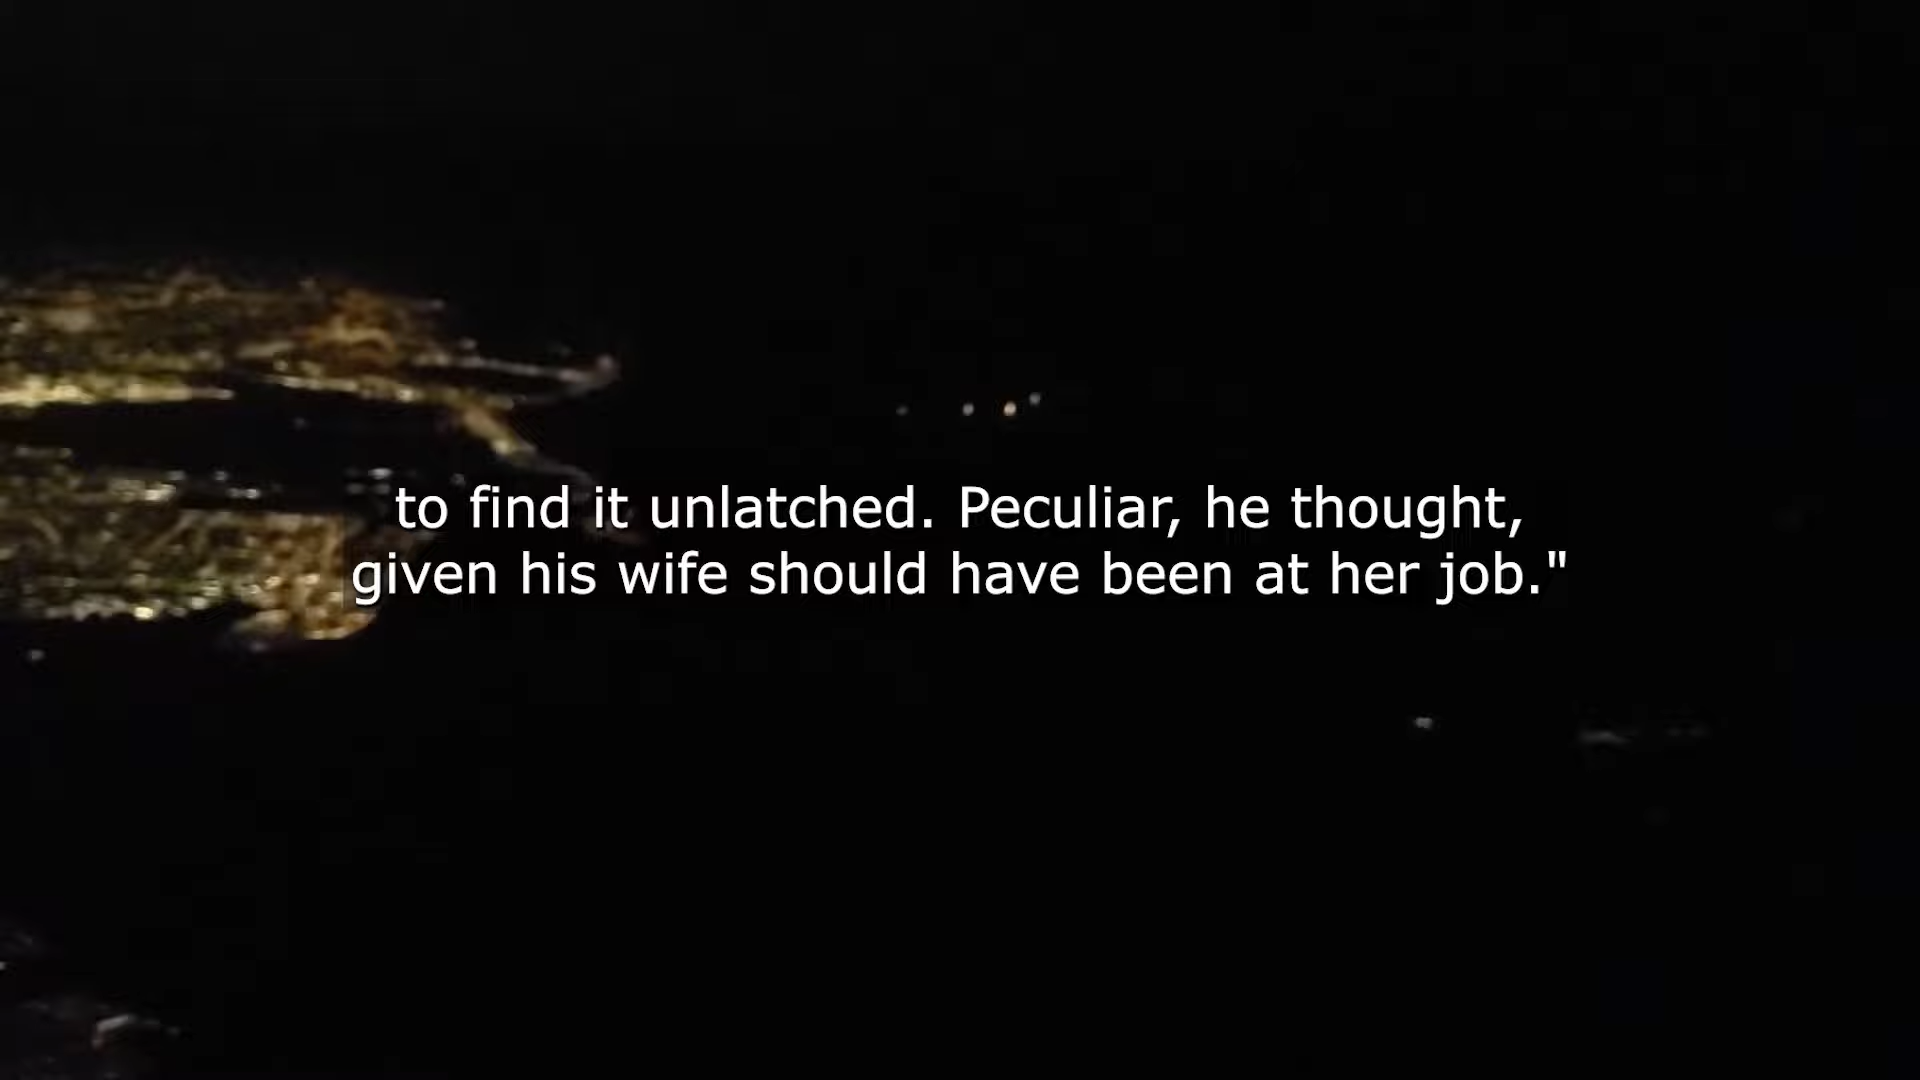 to find it unlatched. Peculiar, he thought,
given his wife should have been at her job."